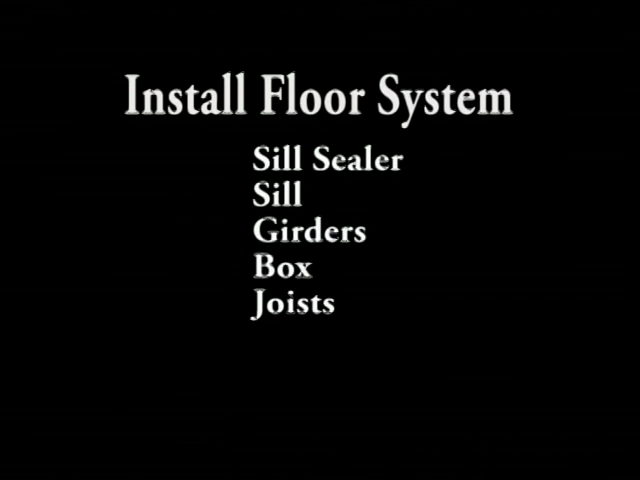 Install Floor System
Sill Sealer
Sill
Girders
Box
Joists